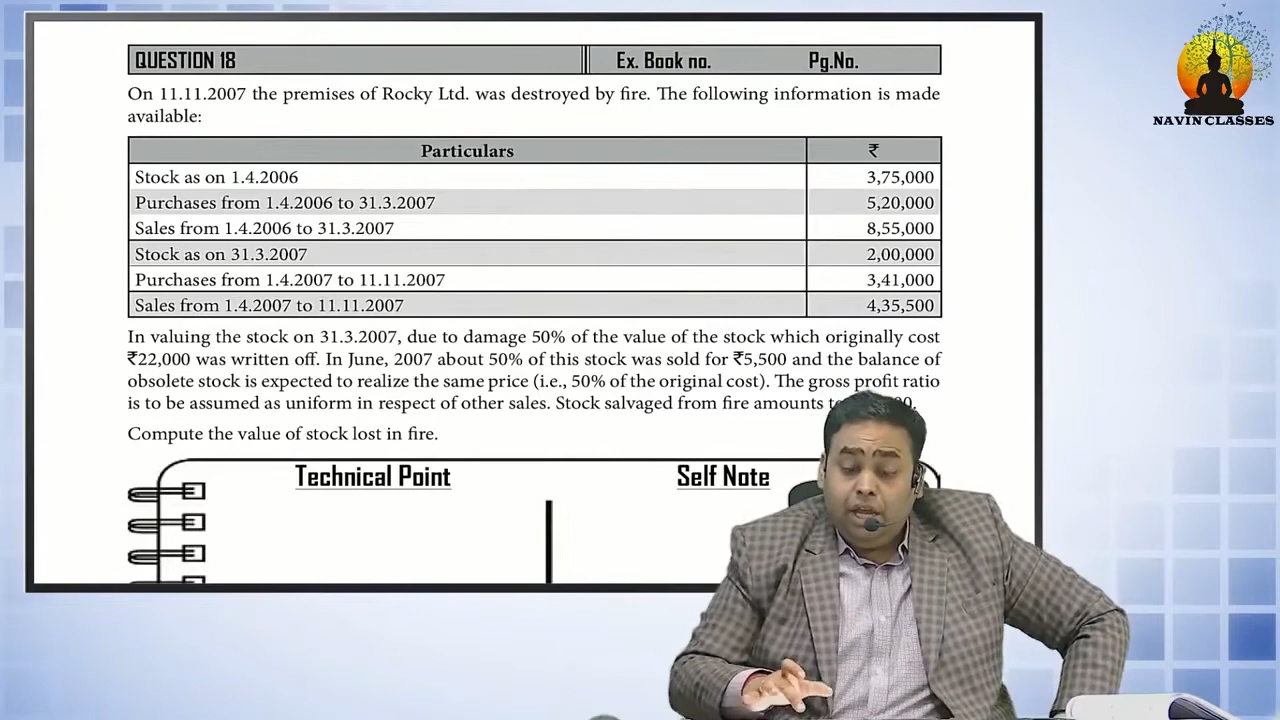 QUESTION 18 Ex. Book no. Pg.No.
On 11.11.2007 the premises of Rocky Ltd. was destroyed by fire. The following information is made
available:
Particulars ₹
Stock as on 1.4.2006 3,75,000
Purchases from 1.4.2006 to 31.3.2007 5,20,000
Sales from 1.4.2006 to 31.3.2007 8,55,000
Stock as on 31.3.2007 2,00,000
Purchases from 1.4.2007 to 11.11.2007 3,41,000
Sales from 1.4.2007 to 11.11.2007 4,35,500
In valuing the stock on 31.3.2007, due to damage 50% of the value of the stock which originally cost
₹22,000 was written off. In June, 2007 about 50% of this stock was sold for ₹5,500 and the balance of
obsolete stock is expected to realize the same price (i.e., 50% of the original cost). The gross profit ratio
is to be assumed as uniform in respect of other sales. Stock salvaged from fire amounts
Compute the value of stock lost in fire.
Technical Point Self Note
NAVIN CLASSES